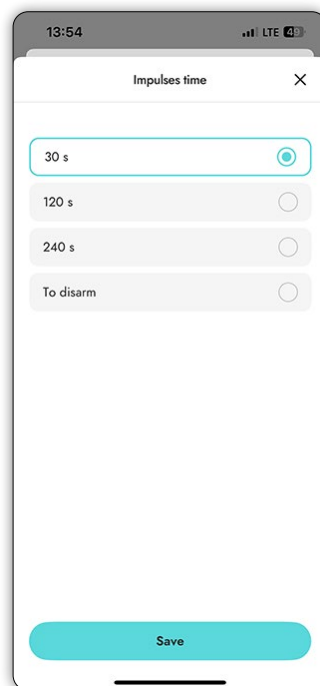 13:54 LTE 49
Impulses time
30 s
120 s
240 s
To disarm
Save